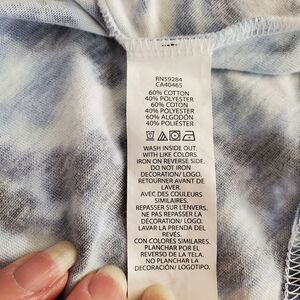 RN59284
CA40465
60% COTTON
40% POLYESTER
60% COTON
40% POLYESTER
60% ALGODÓN
40% POLIÉSTER
WASH INSIDE OUT.
WITH LIKE COLORS.
IRON ON REVERSE SIDE.
DO NOT IRON
DECORATION/ LOGO.
RETOURNER AVANT DE
LAVER.
AVEC DES COULEURS
SIMILAIRES.
REPASSER SUR L'ENVERS.
NE PAS REPASSER LA
DÉCORATION/ LOGO.
LAVAR LA PRENDA DEL
REVÉS.
CON COLORES SIMILARES.
PLANCHAR POR EL
REVERSO DE LA TELA.
NO PLANCHAR LA
DECORACIÓN/ LOGOTIPO.